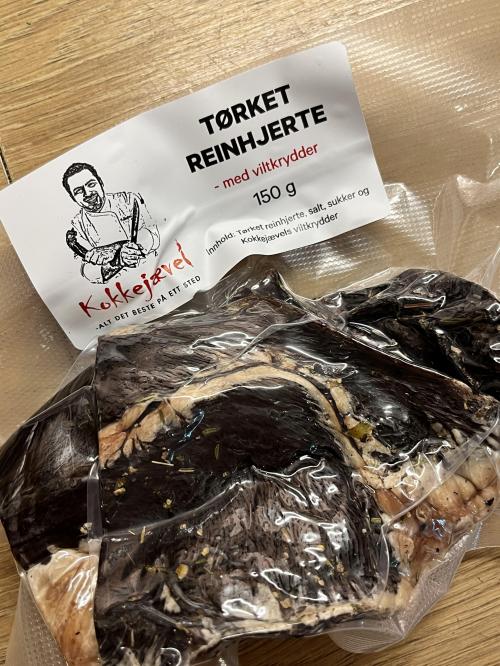 TØRKET
REINHJERTE
- med viltkrydder
150 g
Innhold: Tørket reinhjerte, salt, sukker og
Kokkejævels viltkrydder
Kokkejævel
-ALT DET BESTE PÅ ETT STED